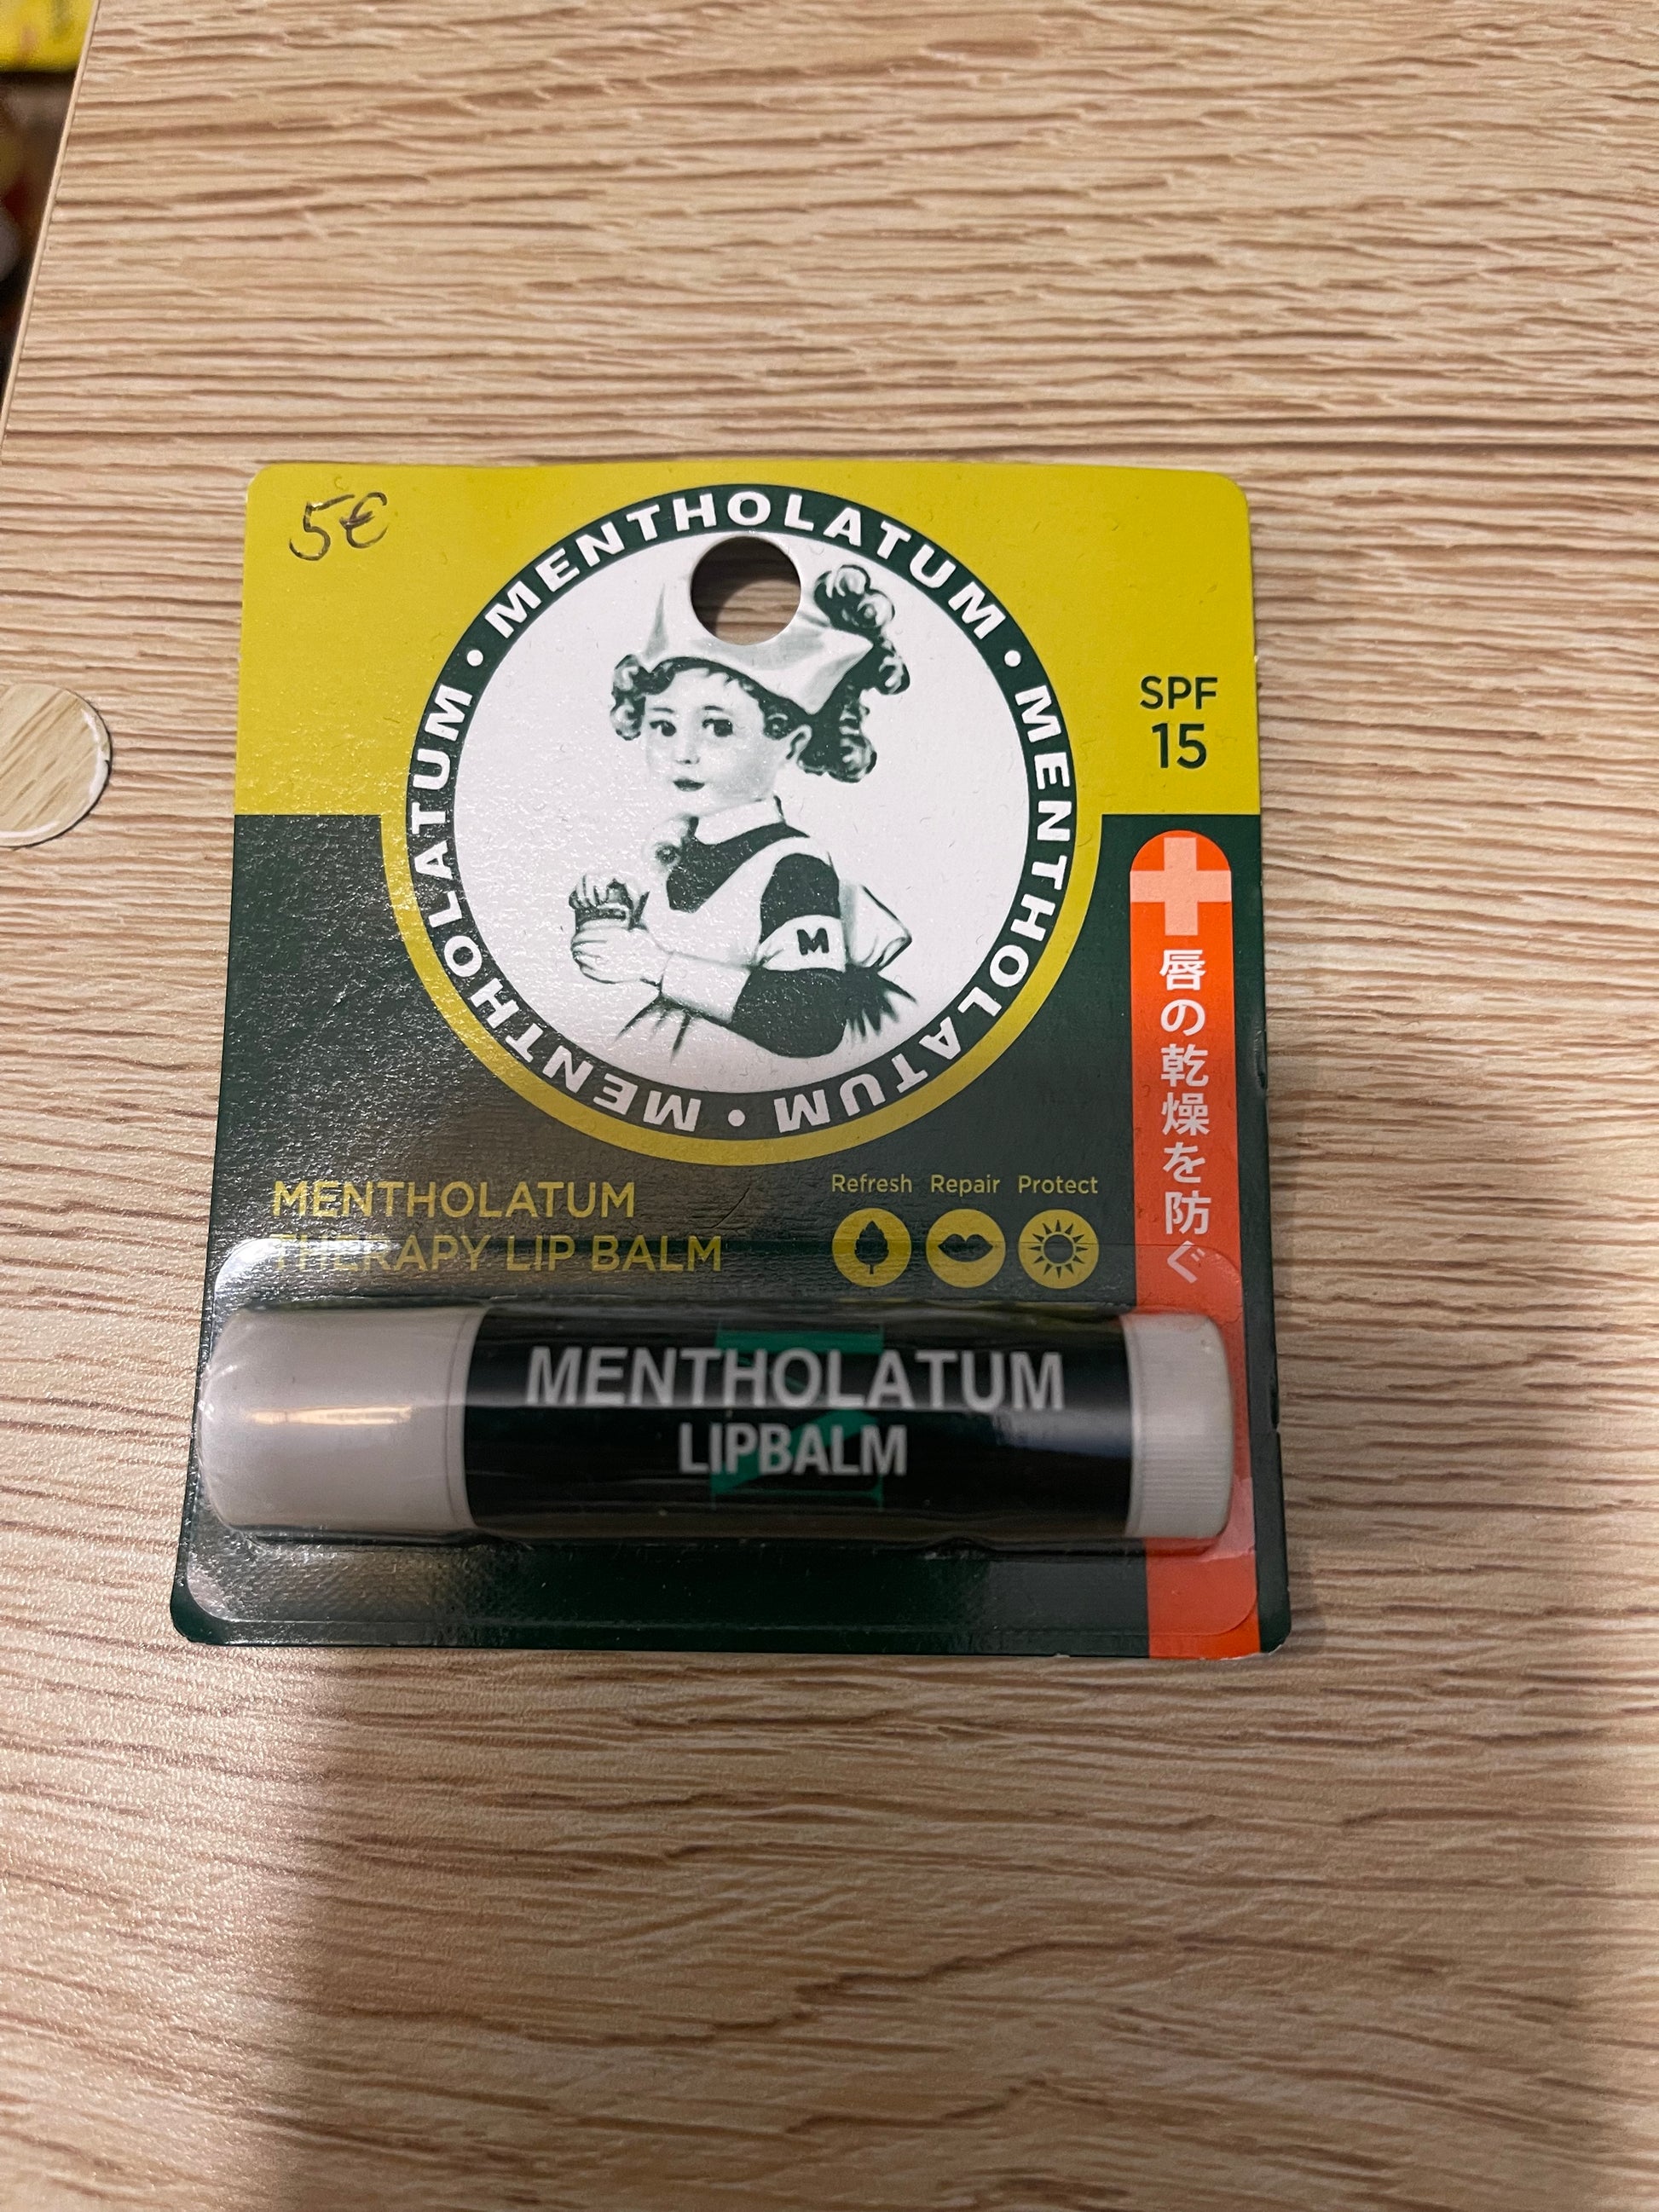 5€
MENTHOLATUM • MENTHOLATUM • MENTHOLATUM • MENTHOLATUM •
M
SPF
15
唇の乾燥を防ぐ
MENTHOLATUM
THERAPY LIP BALM
Refresh Repair Protect
MENTHOLATUM
LIPBALM